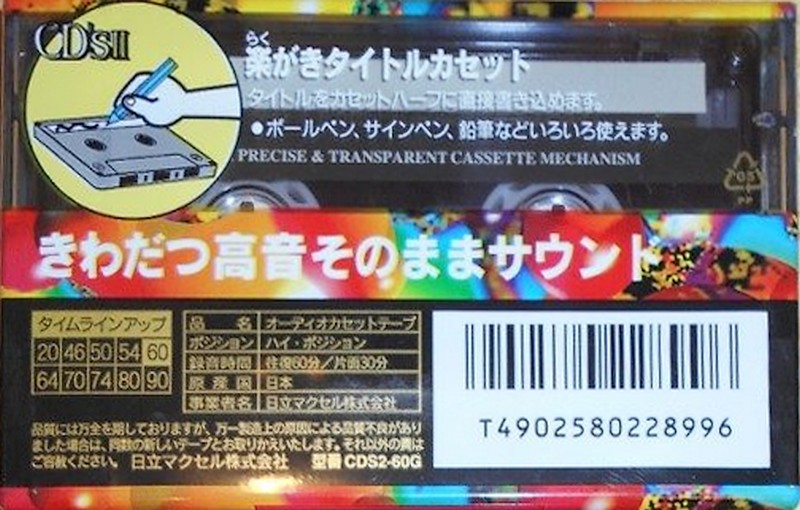 CD'sII
らく
楽がきタイトルカセット
タイトルをカセットハーフに直接書き込めます。
●ボールペン、サインペン、鉛筆などいろいろ使えます。
PRECISE & TRANSPARENT CASSETTE MECHANISM
PP
きわだつ高音そのままサウンド
タイムラインアップ
20 46 50 54 60
64 70 74 80 90
品名 オーディオカセットテープ
ポジション ハイ・ポジション
録音時間 往復60分/片面30分
原産国 日本
事業者名 日立マクセル株式会社
品質には万全を期しておりますが、万一製造上の原因による品質不良があり
ました場合は、同数の新しいテープとお取りかえいたします。それ以外の責は
ご容赦ください。 日立マクセル株式会社 型番 CDS2-60G
T4902580228996